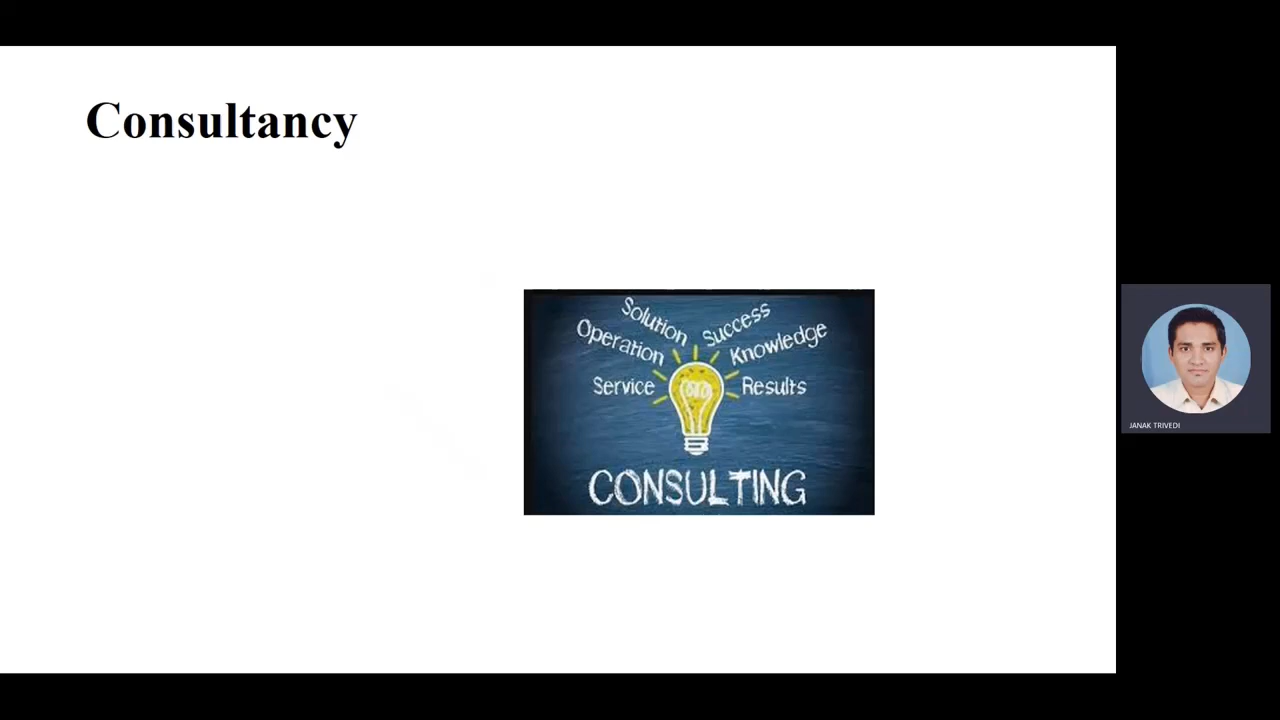 Consultancy
Solution Success
Operation Knowledge
Service Results
CONSULTING
JANAK TRIVEDI